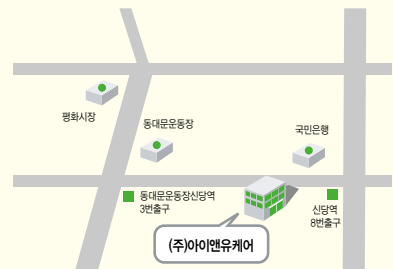 평화시장
동대문운동장
국민은행
동대문운동장신당역
3번출구
신당역
8번출구
(주)아이앤유케어